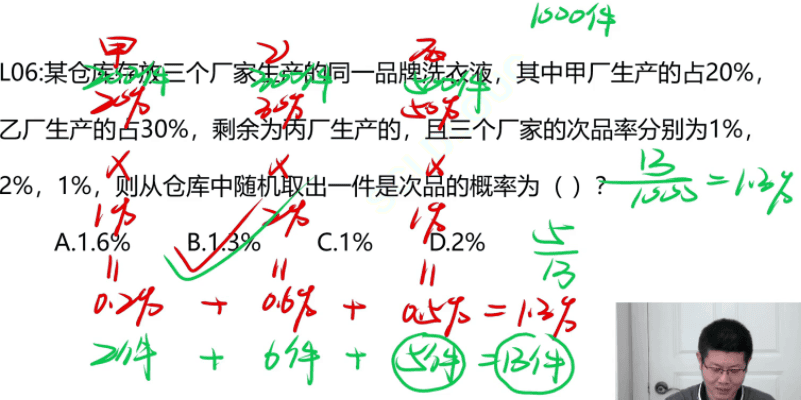 1000件
甲 乙 丙
L06:某仓库存放三个厂家生产的同一品牌洗衣液，其中甲厂生产的占20%，
200件 300件 500件
20% 30% 50%
乙厂生产的占30%，剩余为丙厂生产的，且三个厂家的次品率分别为1%，
× × ×
13/1000=1.3%
2%，1%，则从仓库中随机取出一件是次品的概率为（ ）?
1% 2% 1%
A.1.6% B.1.3% C.1% D.2%
5/13
= = =
0.2% + 0.6% + 0.5% = 1.3%
2件 + 6件 + 5件 = 13件